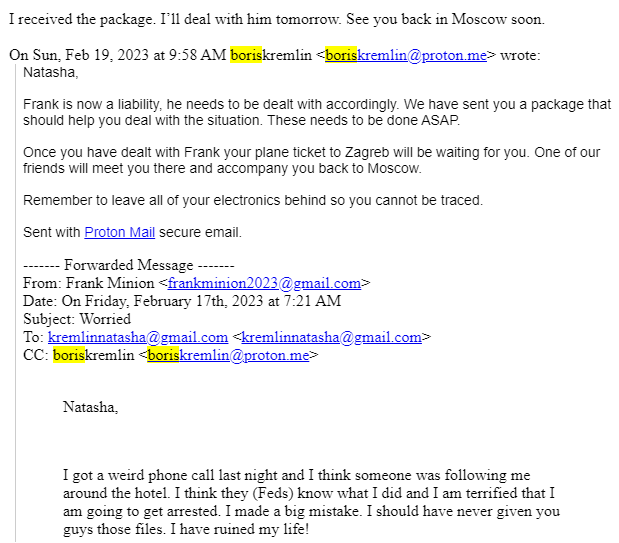 I received the package. I'll deal with him tomorrow. See you back in Moscow soon.
On Sun, Feb 19, 2023 at 9:58 AM boriskremlin <boriskremlin@proton.me> wrote:
Natasha,
Frank is now a liability, he needs to be dealt with accordingly. We have sent you a package that
should help you deal with the situation. These needs to be done ASAP.
Once you have dealt with Frank your plane ticket to Zagreb will be waiting for you. One of our
friends will meet you there and accompany you back to Moscow.
Remember to leave all of your electronics behind so you cannot be traced.
Sent with Proton Mail secure email.
------- Forwarded Message -------
From: Frank Minion <frankminion2023@gmail.com>
Date: On Friday, February 17th, 2023 at 7:21 AM
Subject: Worried
To: kremlinnatasha@gmail.com <kremlinnatasha@gmail.com>
CC: boriskremlin <boriskremlin@proton.me>
Natasha,
I got a weird phone call last night and I think someone was following me
around the hotel. I think they (Feds) know what I did and I am terrified that I
am going to get arrested. I made a big mistake. I should have never given you
guys those files. I have ruined my life!